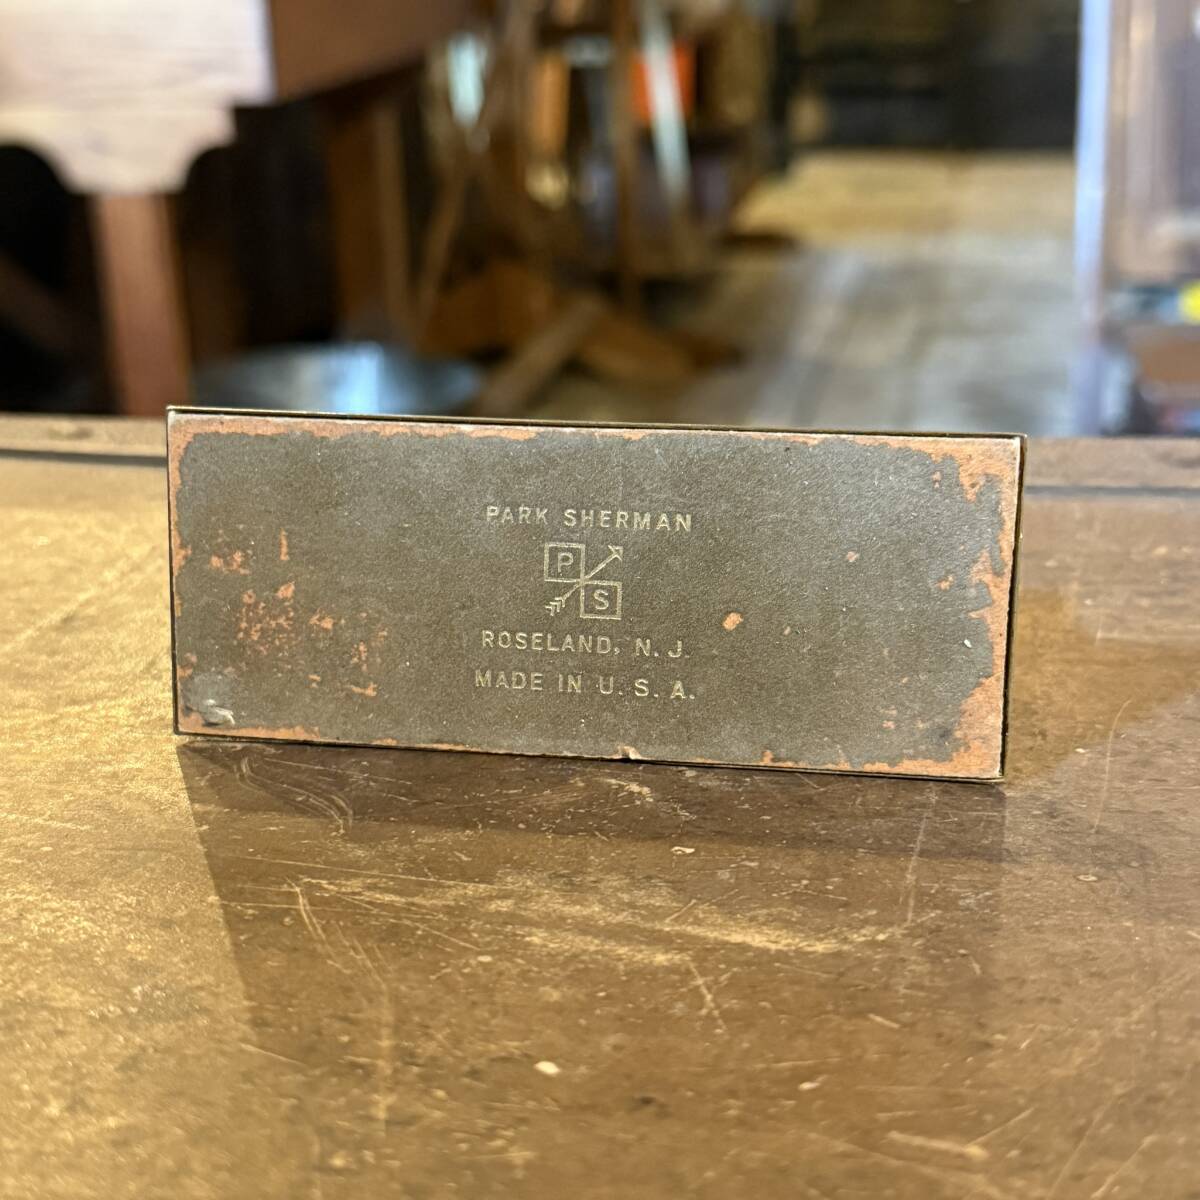 PARK SHERMAN
P
S
ROSELAND, N. J.
MADE IN U. S. A.